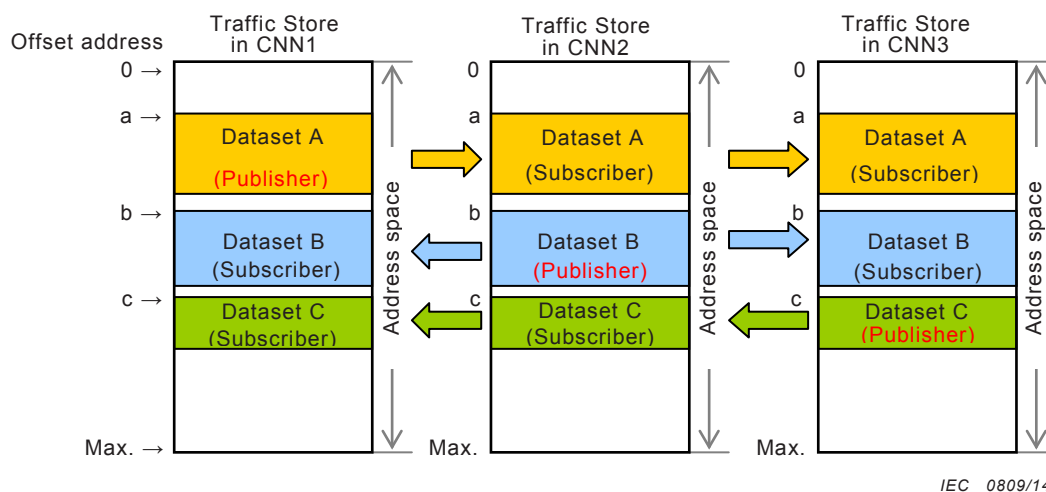 Traffic Store
in CNN1
Traffic Store
in CNN2
Traffic Store
in CNN3
Offset address
0 →
0
0
a →
a
a
Dataset A
(Publisher)
Dataset A
(Subscriber)
Dataset A
(Subscriber)
b →
b
b
Dataset B
(Subscriber)
Dataset B
(Publisher)
Dataset B
(Subscriber)
c →
c
c
Dataset C
(Subscriber)
Dataset C
(Subscriber)
Dataset C
(Publisher)
Address space
Address space
Address space
Max. →
Max.
Max.
IEC 0809/14